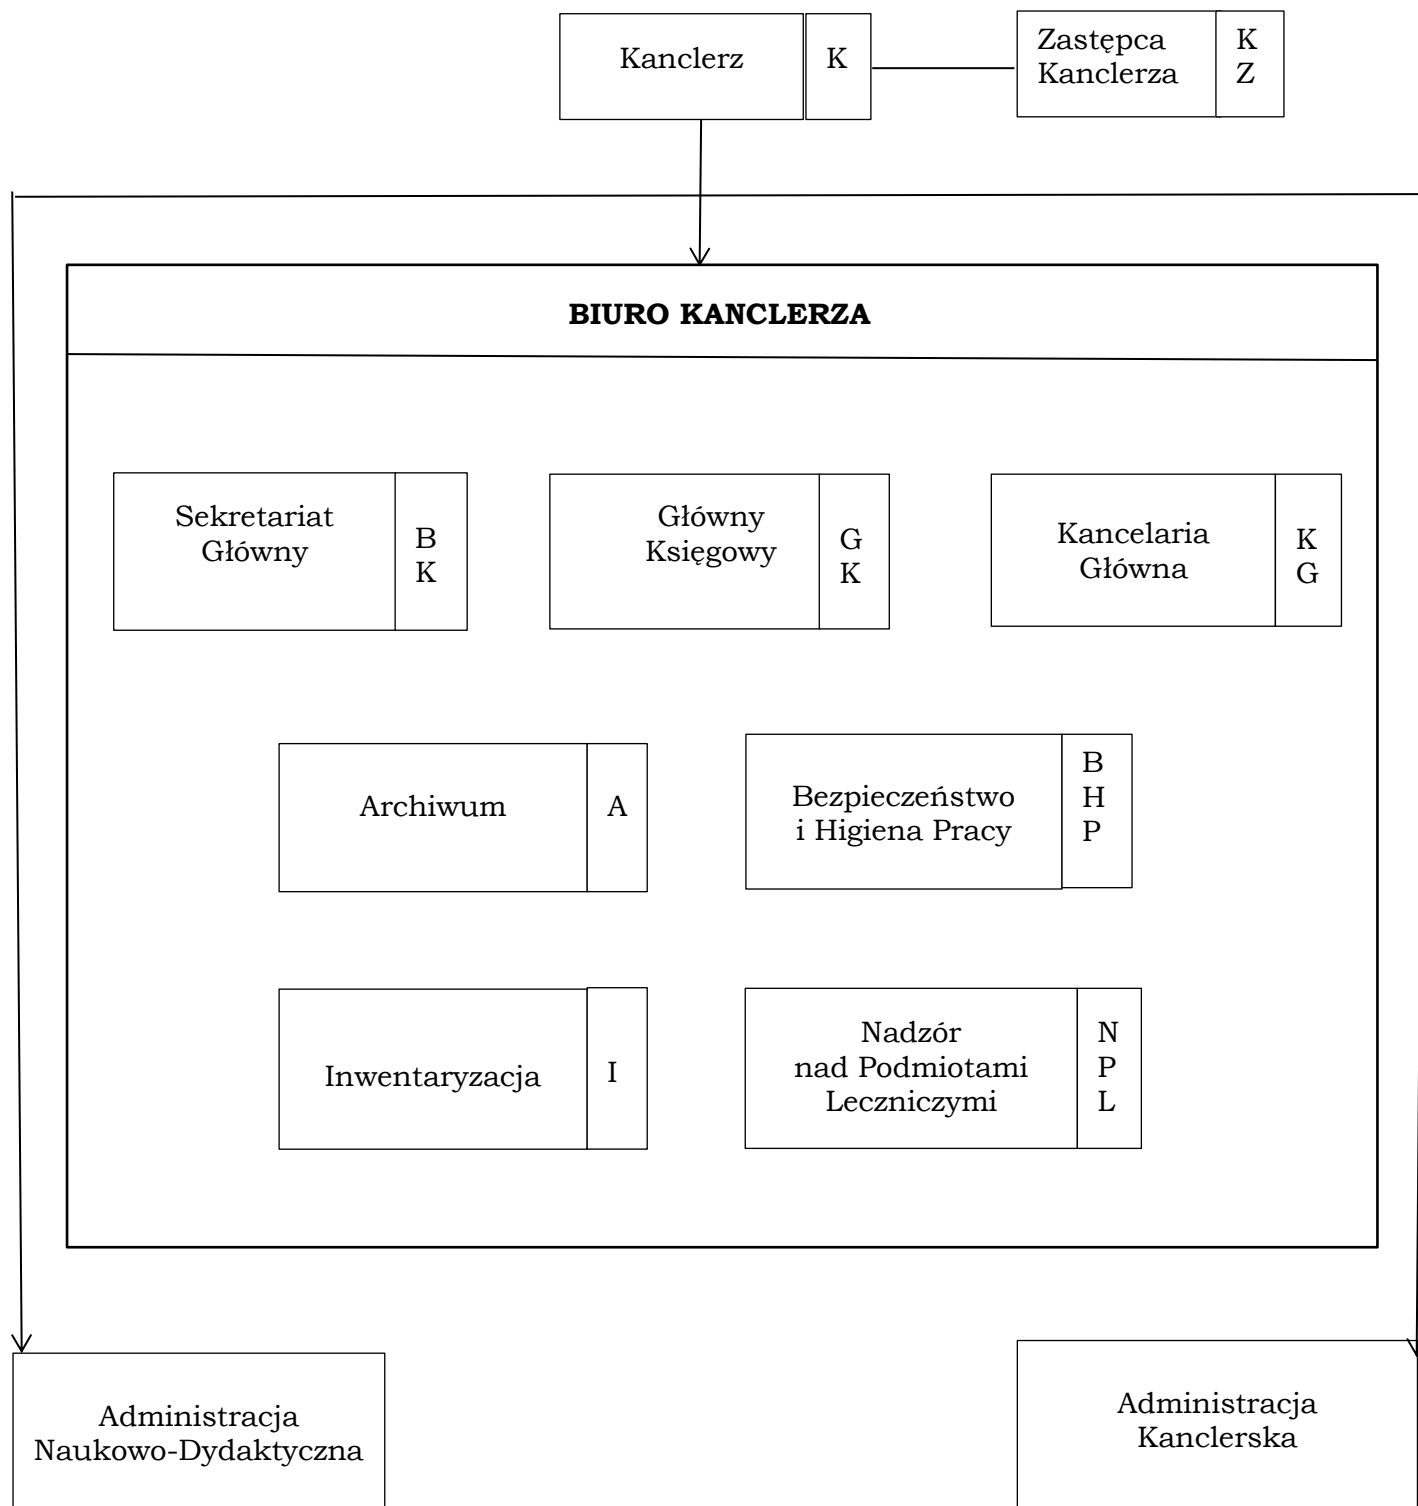 Kanclerz
K
Zastępca
Kanclerza
K
Z
BIURO KANCLERZA
Sekretariat
Główny
B
K
Główny
Księgowy
G
K
Kancelaria
Główna
K
G
Archiwum
A
Bezpieczeństwo
i Higiena Pracy
B
H
P
Inwentaryzacja
I
Nadzór
nad Podmiotami
Leczniczymi
N
P
L
Administracja
Naukowo-Dydaktyczna
Administracja
Kanclerska